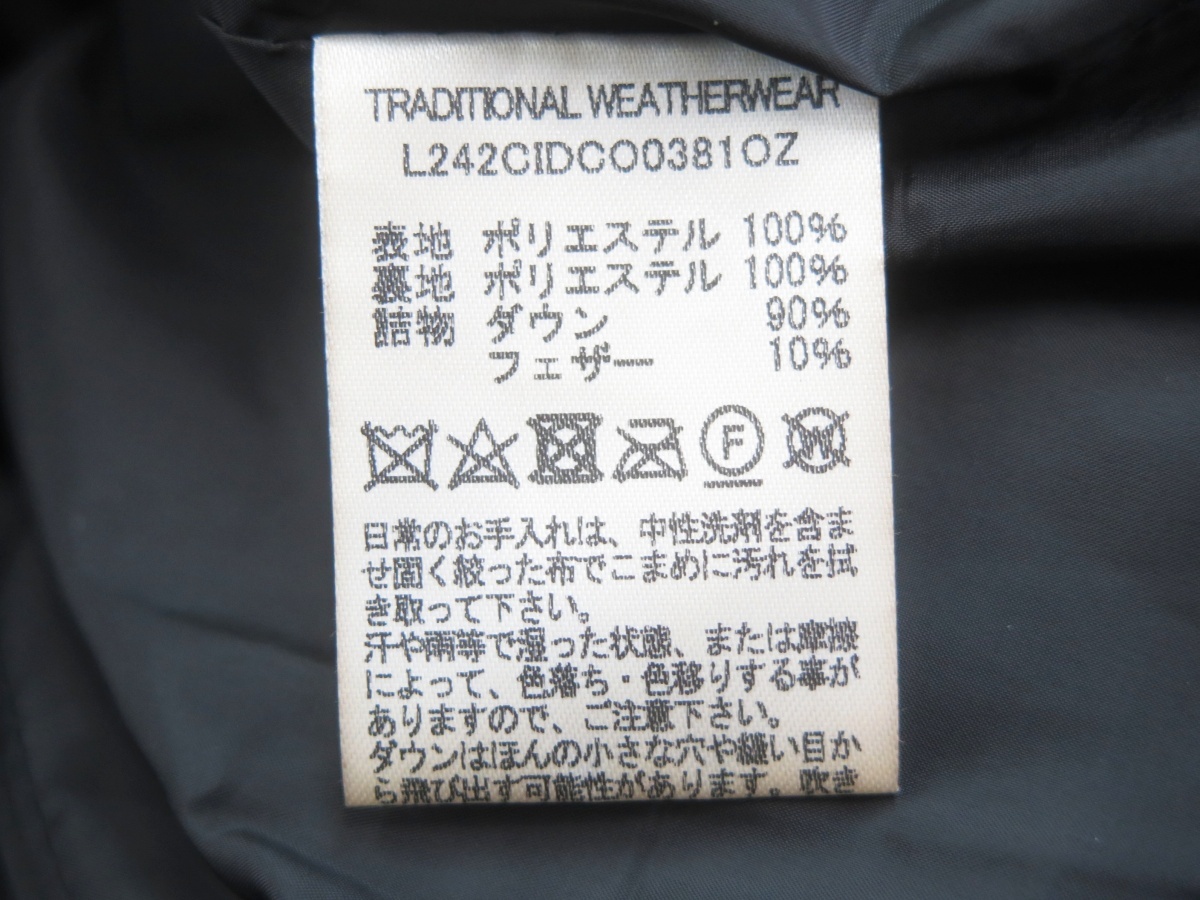 TRADITIONAL WEATHERWEAR
L242CIDCO0381OZ
表地 ポリエステル 100%
裏地 ポリエステル 100%
詰物 ダウン 90%
フェザー 10%
F W
日常のお手入れは、中性洗剤を含ま
せ固く絞った布でこまめに汚れを拭
き取って下さい。
汗や雨等で湿った状態、または摩擦
によって、色落ち・色移りする事が
ありますので、ご注意下さい。
ダウンはほんの小さな穴や縫い目か
ら飛び出す可能性があります。吹き